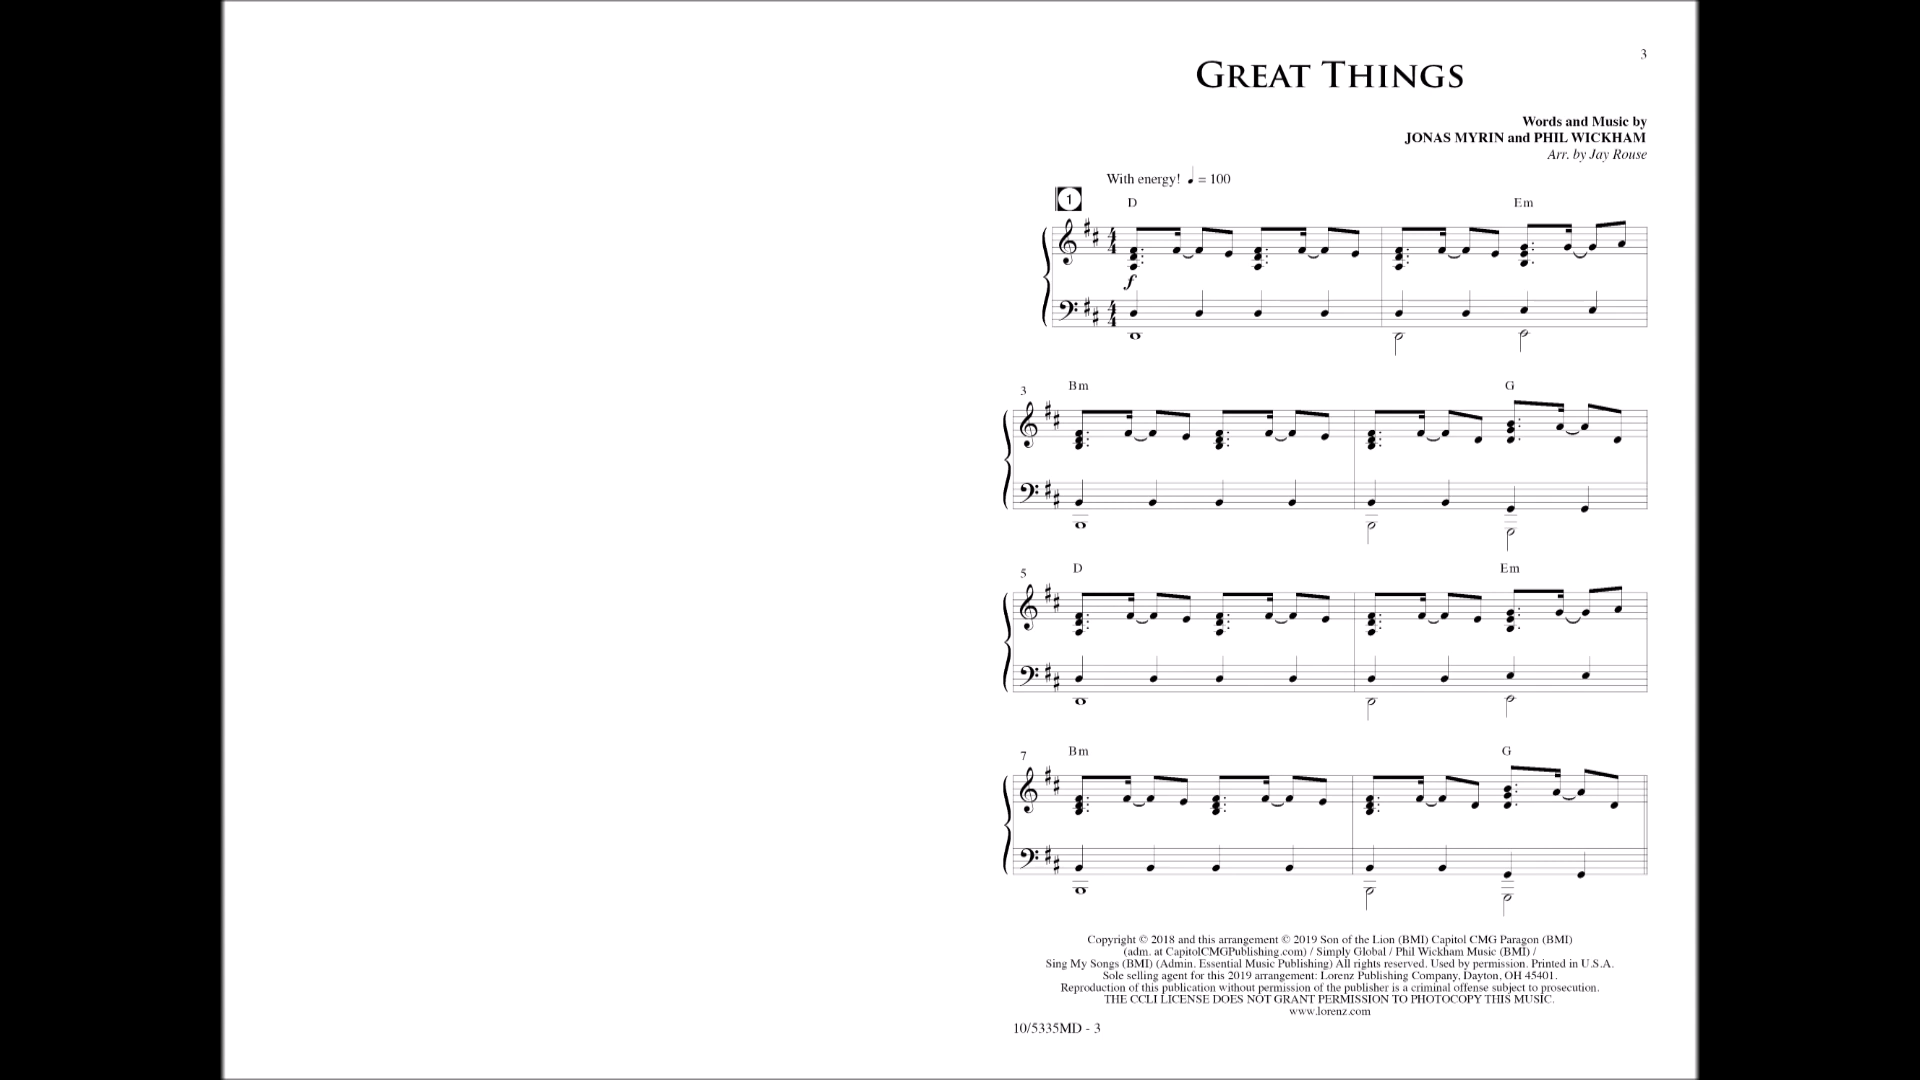 3
GREAT THINGS
Words and Music by
JONAS MYRIN and PHIL WICKHAM
Arr. by Jay Rouse
With energy! ♩ = 100
1
D Em
f
3 Bm G
5 D Em
7 Bm G
Copyright © 2018 and this arrangement © 2019 Son of the Lion (BMI) Capitol CMG Paragon (BMI)
(adm. at CapitolCMGPublishing.com) / Simply Global / Phil Wickham Music (BMI) /
Sing My Songs (BMI) (Admin. Essential Music Publishing) All rights reserved. Used by permission. Printed in U.S.A.
Sole selling agent for this 2019 arrangement: Lorenz Publishing Company, Dayton, OH 45401.
Reproduction of this publication without permission of the publisher is a criminal offense subject to prosecution.
THE CCLI LICENSE DOES NOT GRANT PERMISSION TO PHOTOCOPY THIS MUSIC.
www.lorenz.com
10/5335MD - 3